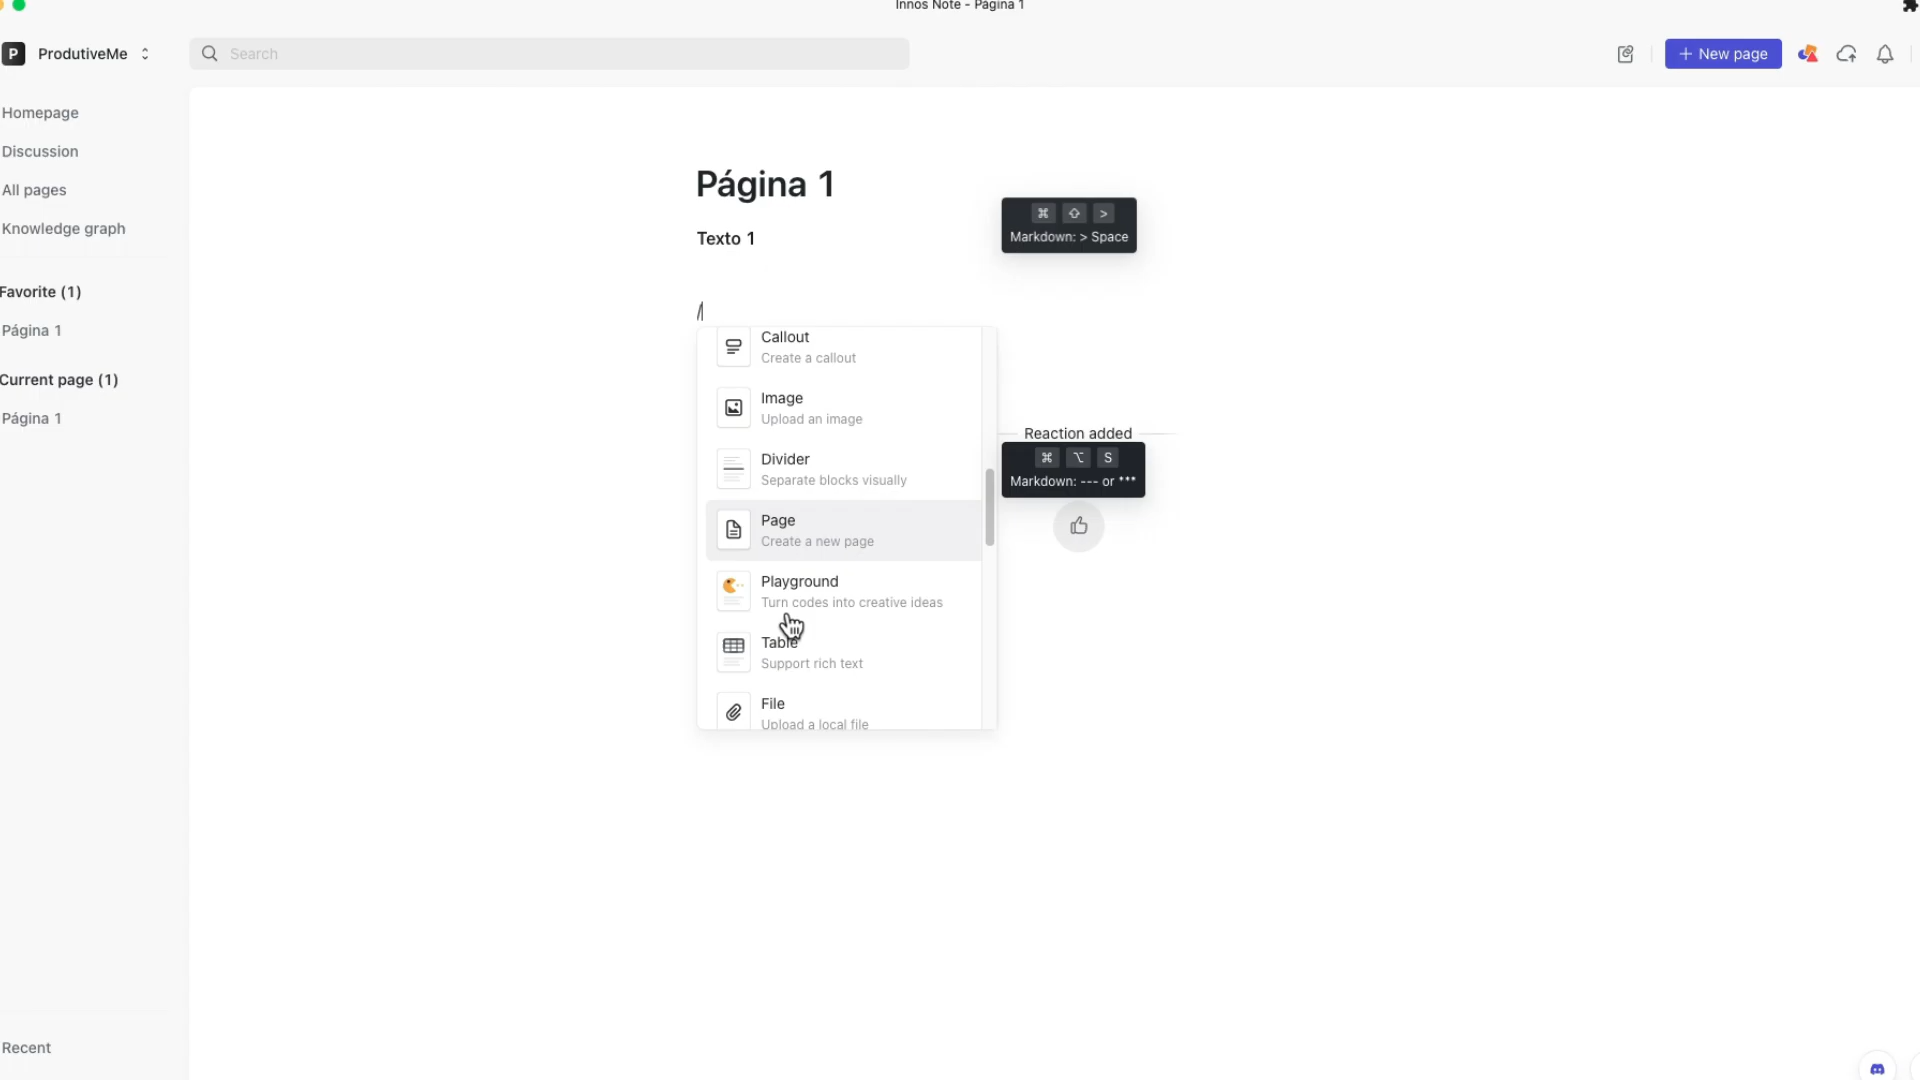 Innos Note - Página 1
P ProdutiveMe
Search
+ New page
Homepage
Discussion
All pages
Knowledge graph
Favorite (1)
Página 1
Current page (1)
Página 1
Recent
Página 1
Texto 1
/
⌘ ⇧ >
Markdown: > Space
Callout
Create a callout
Image
Upload an image
Divider
Separate blocks visually
Page
Create a new page
Playground
Turn codes into creative ideas
Table
Support rich text
File
Upload a local file
Reaction added
⌘ ⌥ S
Markdown: --- or ***